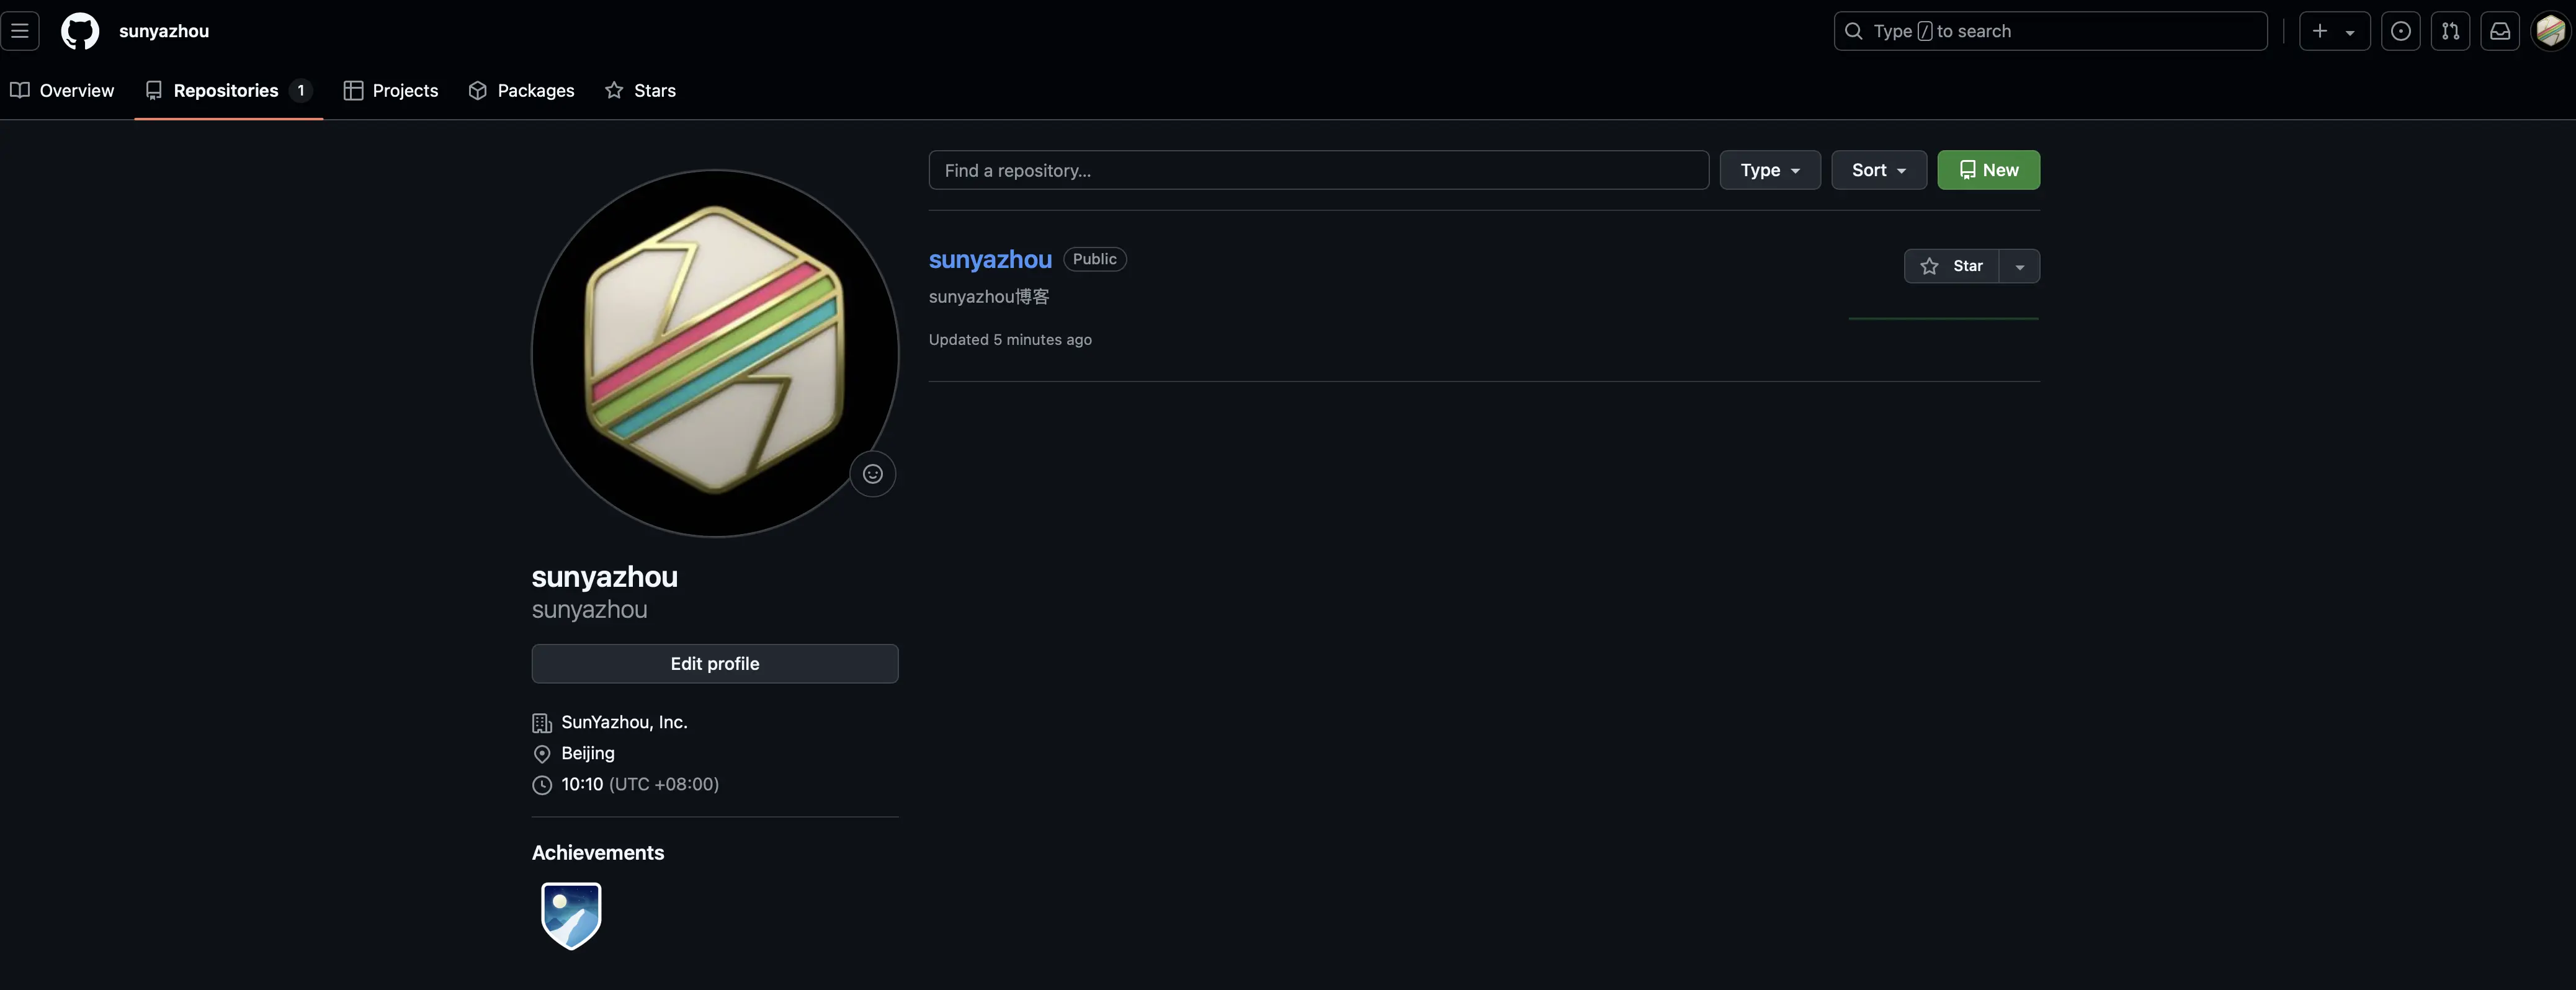 sunyazhou
Type / to search
Overview
Repositories 1
Projects
Packages
Stars
Find a repository...
Type
Sort
New
sunyazhou Public
Star
sunyazhou博客
Updated 5 minutes ago
sunyazhou
sunyazhou
Edit profile
SunYazhou, Inc.
Beijing
10:10 (UTC +08:00)
Achievements